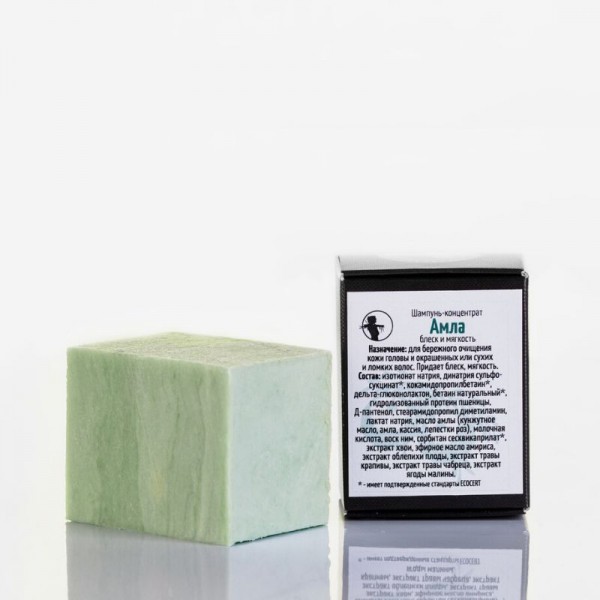 Шампунь-концентрат
Амла
блеск и мягкость
Назначение: для бережного очищения
кожи головы и окрашенных или сухих
и ломких волос. Придает блеск, мягкость.
Состав: изотионат натрия, динатрия сульфо-
сукцинат*, кокамидопропилбетаин*,
дельта-глюконолактон, бетаин натуральный*,
гидролизованный протеин пшеницы,
Д-пантенол, стеарамидопропил диметиламин,
лактат натрия, масло амлы (кунжутное
масло, амла, кассия, лепестки роз), молочная
кислота, воск ним, сорбитан сесквикаприлат*,
экстракт хвои, эфирное масло амириса,
экстракт облепихи плоды, экстракт травы
крапивы, экстракт травы чабреца, экстракт
ягоды малины.
* - имеет подтвержденные стандарты ECOCERT